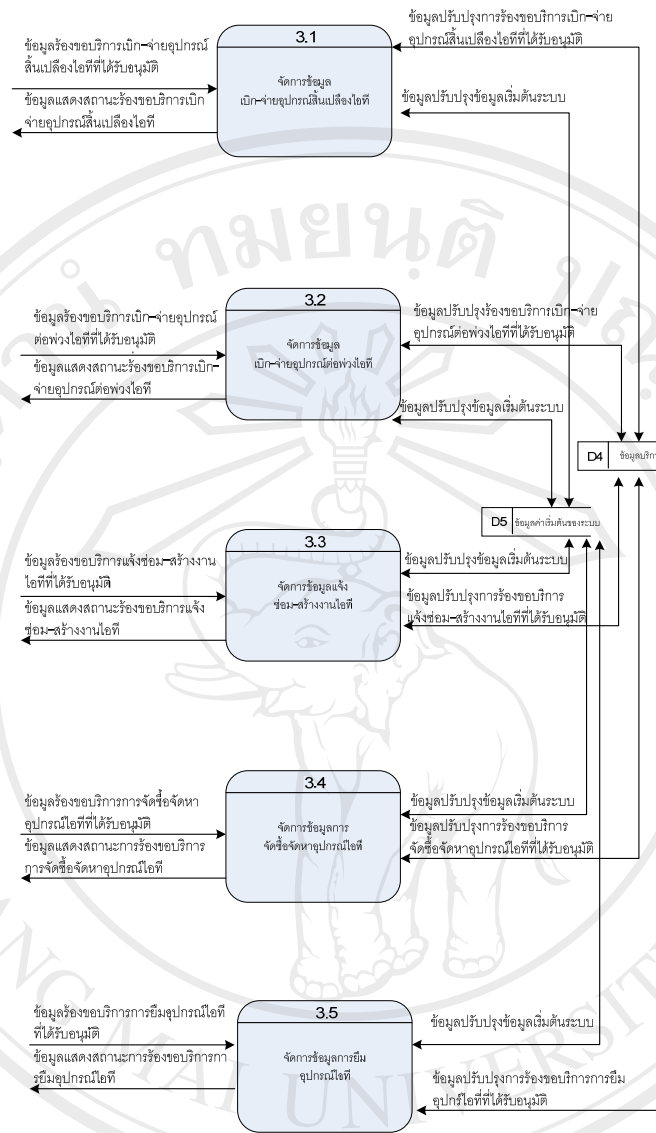 3.1
ข้อมูลปรับปรุงการร้องขอบริการเบิก-จ่าย
อุปกรณ์สิ้นเปลืองไอทีที่ได้รับอนุมัติ
ข้อมูลร้องขอบริการเบิก-จ่ายอุปกรณ์
สิ้นเปลืองไอทีที่ได้รับอนุมัติ
จัดการข้อมูล
เบิก-จ่ายอุปกรณ์สิ้นเปลืองไอที
ข้อมูลแสดงสถานะร้องขอบริการเบิก
จ่ายอุปกรณ์สิ้นเปลืองไอที
ข้อมูลปรับปรุงข้อมูลเริ่มต้นระบบ
3.2
ข้อมูลร้องขอบริการเบิก-จ่ายอุปกรณ์
ต่อพ่วงไอทีที่ได้รับอนุมัติ
จัดการข้อมูล
เบิก-จ่ายอุปกรณ์ต่อพ่วงไอที
ข้อมูลปรับปรุงร้องขอบริการเบิก-จ่าย
อุปกรณ์ต่อพ่วงไอทีที่ได้รับอนุมัติ
ข้อมูลแสดงสถานะร้องขอบริการเบิก-
จ่ายอุปกรณ์ต่อพ่วงไอที
ข้อมูลปรับปรุงข้อมูลเริ่มต้นระบบ
D4 ข้อมูลบริกา
D5 ข้อมูลค่าเริ่มต้นของระบบ
3.3
ข้อมูลร้องขอบริการแจ้งซ่อม-สร้างงาน
ไอทีที่ได้รับอนุมัติ
จัดการข้อมูลแจ้ง
ซ่อม-สร้างงานไอที
ข้อมูลปรับปรุงข้อมูลเริ่มต้นระบบ
ข้อมูลแสดงสถานะร้องขอบริการแจ้ง
ซ่อม-สร้างงานไอที
ข้อมูลปรับปรุงการร้องขอบริการ
แจ้งซ่อม-สร้างงานไอทีที่ได้รับอนุมัติ
3.4
ข้อมูลร้องขอบริการการจัดซื้อจัดหา
อุปกรณ์ไอทีที่ได้รับอนุมัติ
จัดการข้อมูลการ
จัดซื้อจัดหาอุปกรณ์ไอที
ข้อมูลปรับปรุงข้อมูลเริ่มต้นระบบ
ข้อมูลแสดงสถานะการร้องขอบริการ
การจัดซื้อจัดหาอุปกรณ์ไอที
ข้อมูลปรับปรุงการร้องขอบริการ
จัดซื้อจัดหาอุปกรณ์ไอทีที่ได้รับอนุมัติ
3.5
ข้อมูลร้องขอบริการการยืมอุปกรณ์ไอที
ที่ได้รับอนุมัติ
จัดการข้อมูลการยืม
อุปกรณ์ไอที
ข้อมูลปรับปรุงข้อมูลเริ่มต้นระบบ
ข้อมูลแสดงสถานะการร้องขอบริการกา
รยืมอุปกรณ์ไอที
ข้อมูลปรับปรุงการร้องขอบริการการยืม
อุปกร์ไอทีที่ได้รับอนุมัติ